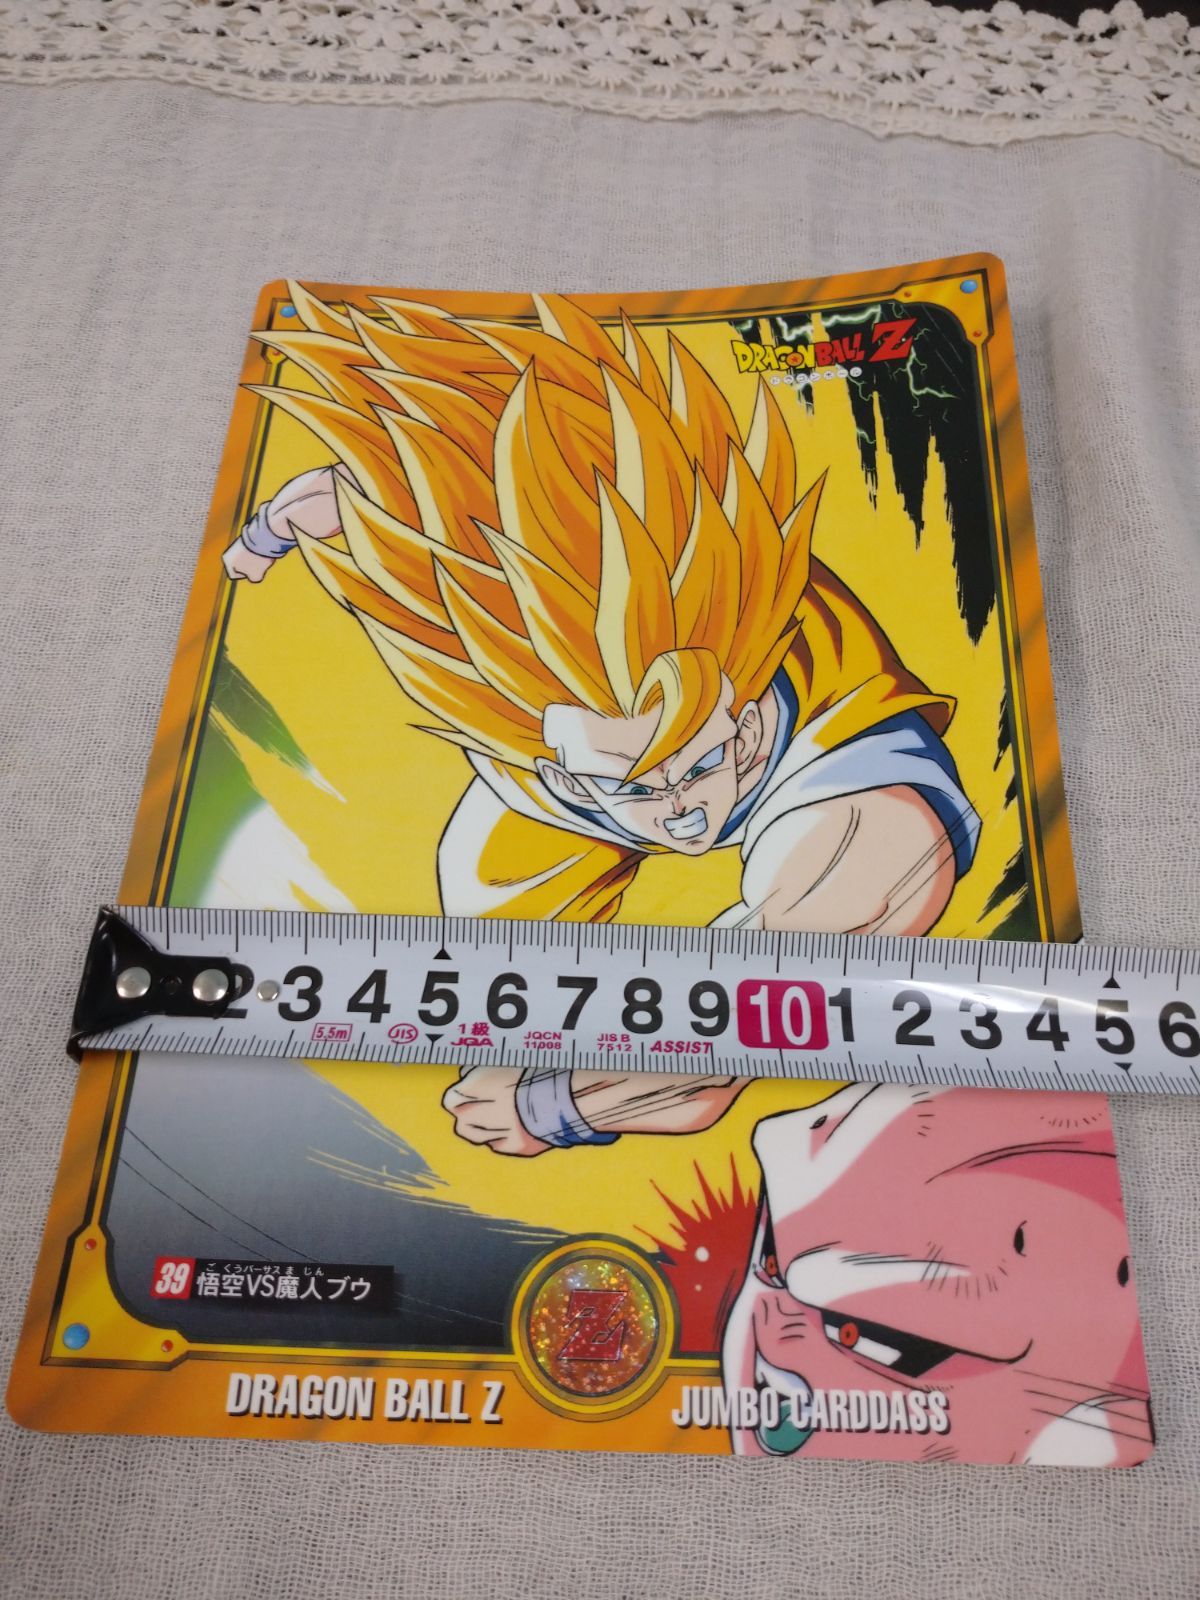 DRAGON BALL Z
ドラゴンボール
2 3 4 5 6 7 8 9 10 1 2 3 4 5 6
5.5m JIS 1級 JQA JQCN 11008 JIS B 7512 ASSIST
ごくうバーサスまじん
39 悟空VS魔人ブウ
Z
DRAGON BALL Z JUMBO CARDDASS